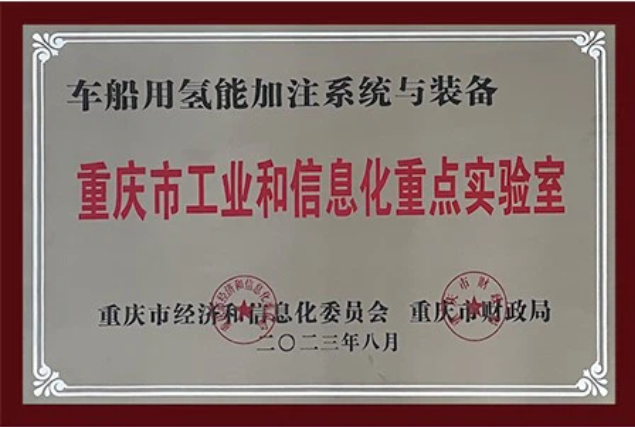 车船用氢能加注系统与装备
重庆市工业和信息化重点实验室
重庆市经济和信息化委员会 重庆市财政局
二〇二三年八月